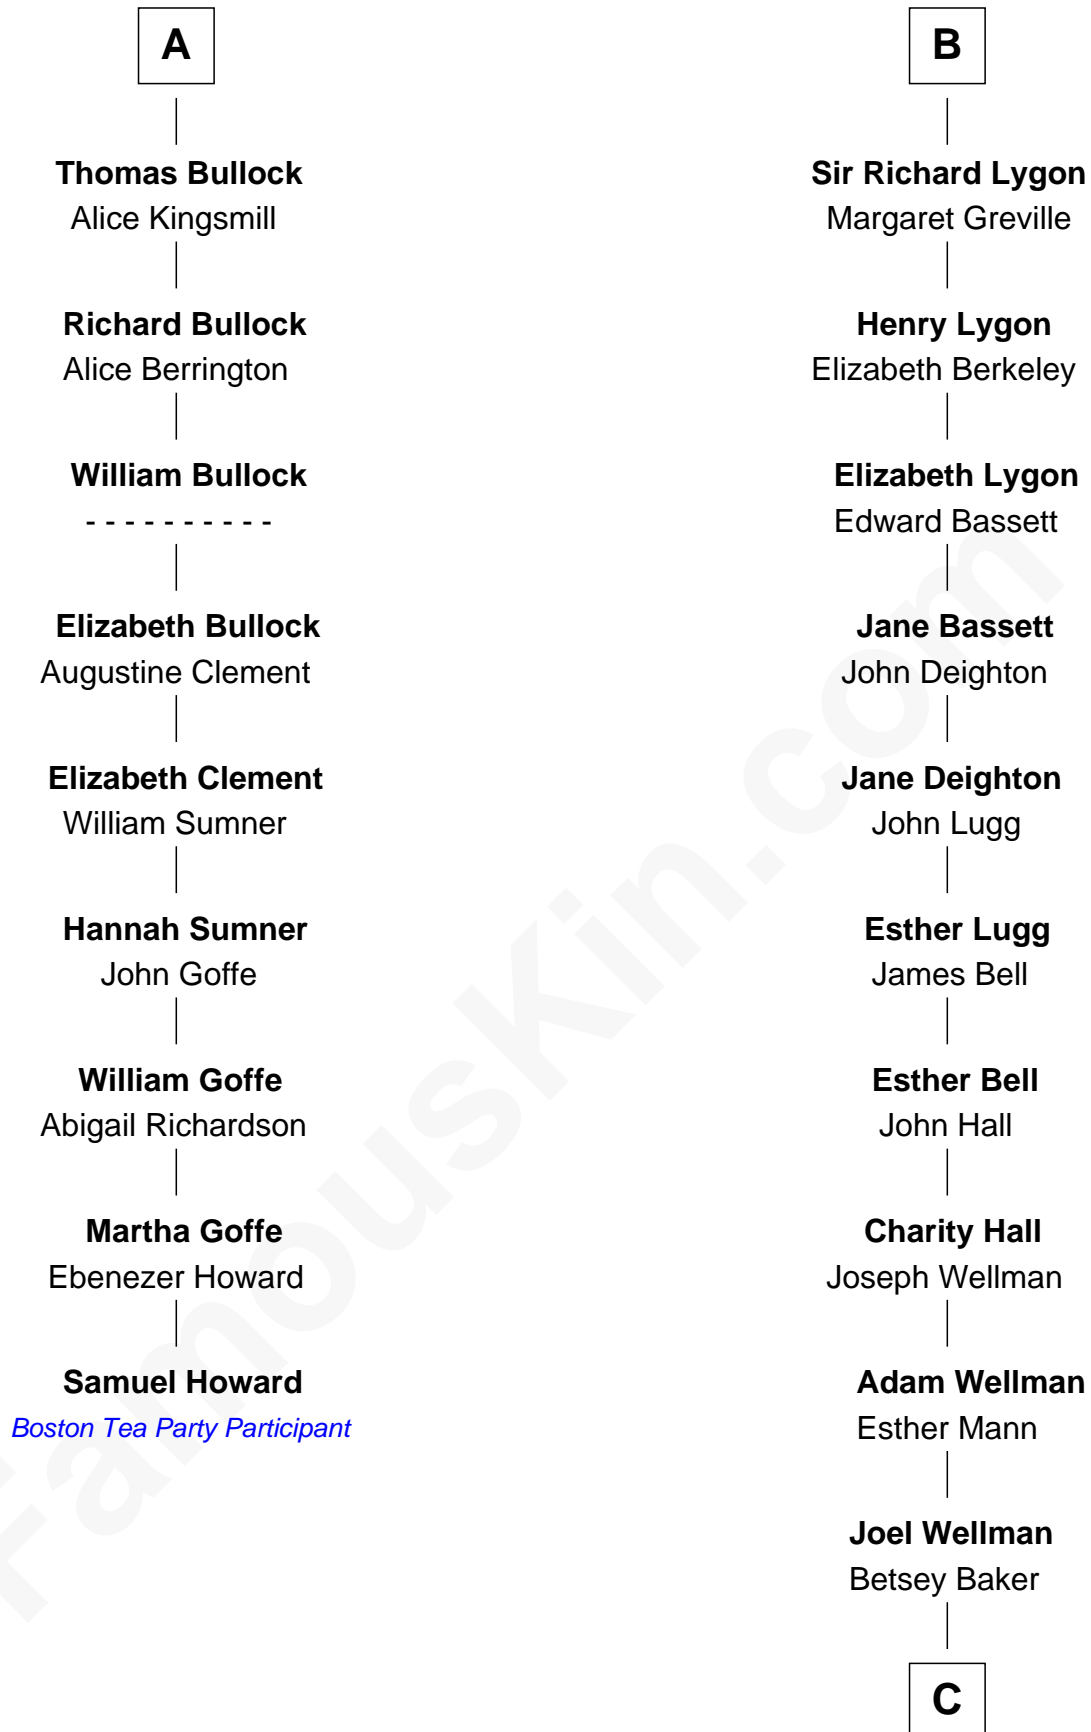 A
Thomas Bullock
Alice Kingsmill
Richard Bullock
Alice Berrington
William Bullock
- - - - - - - - - -
Elizabeth Bullock
Augustine Clement
Elizabeth Clement
William Sumner
Hannah Sumner
John Goffe
William Goffe
Abigail Richardson
Martha Goffe
Ebenezer Howard
Samuel Howard
Boston Tea Party Participant
B
Sir Richard Lygon
Margaret Greville
Henry Lygon
Elizabeth Berkeley
Elizabeth Lygon
Edward Bassett
Jane Bassett
John Deighton
Jane Deighton
John Lugg
Esther Lugg
James Bell
Esther Bell
John Hall
Charity Hall
Joseph Wellman
Adam Wellman
Esther Mann
Joel Wellman
Betsey Baker
C
FamousKin.com